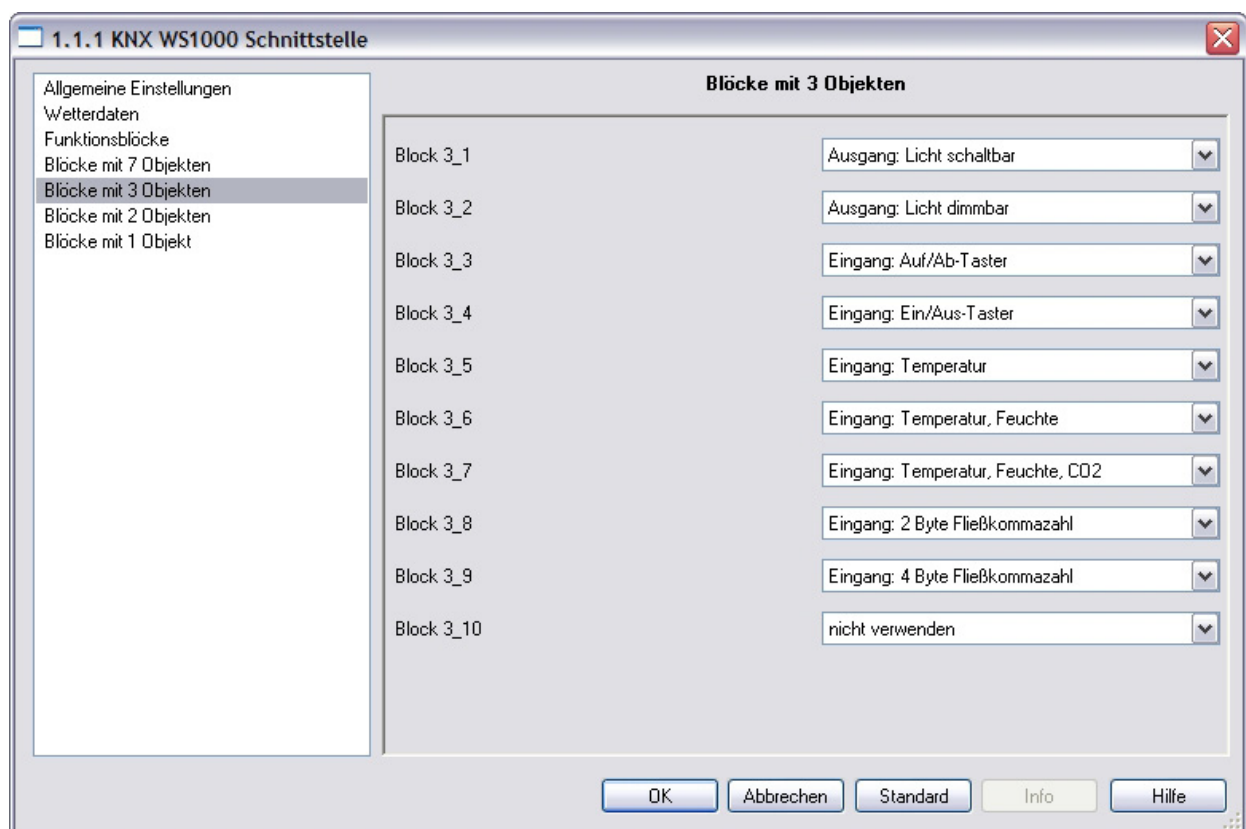 1.1.1 KNX WS1000 Schnittstelle
Allgemeine Einstellungen
Wetterdaten
Funktionsblöcke
Blöcke mit 7 Objekten
Blöcke mit 3 Objekten
Blöcke mit 2 Objekten
Blöcke mit 1 Objekt
Blöcke mit 3 Objekten
Block 3_1 Ausgang: Licht schaltbar
Block 3_2 Ausgang: Licht dimmbar
Block 3_3 Eingang: Auf/Ab-Taster
Block 3_4 Eingang: Ein/Aus-Taster
Block 3_5 Eingang: Temperatur
Block 3_6 Eingang: Temperatur, Feuchte
Block 3_7 Eingang: Temperatur, Feuchte, CO2
Block 3_8 Eingang: 2 Byte Fließkommazahl
Block 3_9 Eingang: 4 Byte Fließkommazahl
Block 3_10 nicht verwenden
OK Abbrechen Standard Info Hilfe